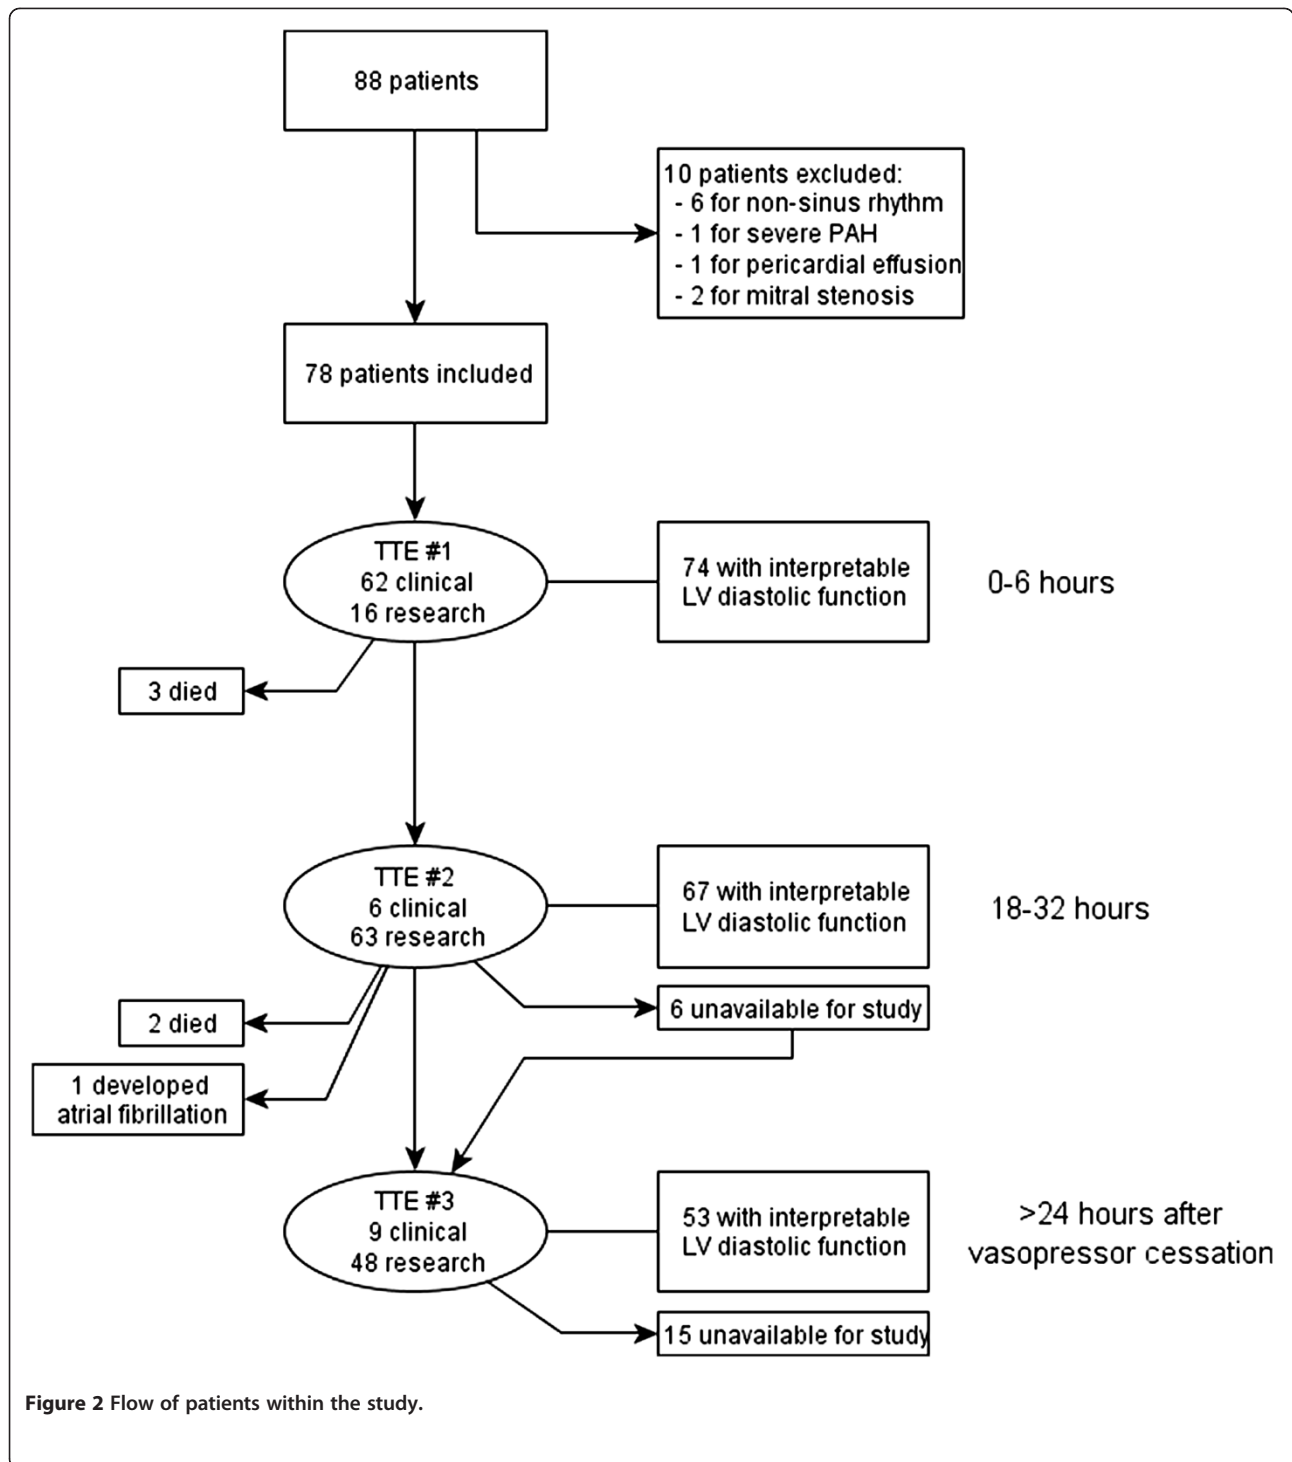 88 patients
10 patients excluded:
- 6 for non-sinus rhythm
- 1 for severe PAH
- 1 for pericardial effusion
- 2 for mitral stenosis
78 patients included
TTE #1
62 clinical
16 research
74 with interpretable
LV diastolic function
0-6 hours
3 died
TTE #2
6 clinical
63 research
67 with interpretable
LV diastolic function
18-32 hours
2 died
6 unavailable for study
1 developed
atrial fibrillation
TTE #3
9 clinical
48 research
53 with interpretable
LV diastolic function
>24 hours after
vasopressor cessation
15 unavailable for study
Figure 2 Flow of patients within the study.